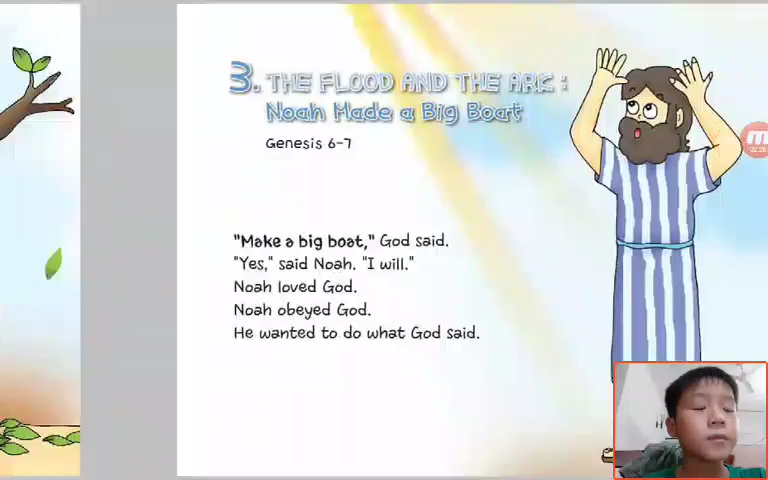 3. THE FLOOD AND THE ARK :
Noah Made a Big Boat
Genesis 6-7
"Make a big boat," God said.
"Yes," said Noah. "I will."
Noah loved God.
Noah obeyed God.
He wanted to do what God said.